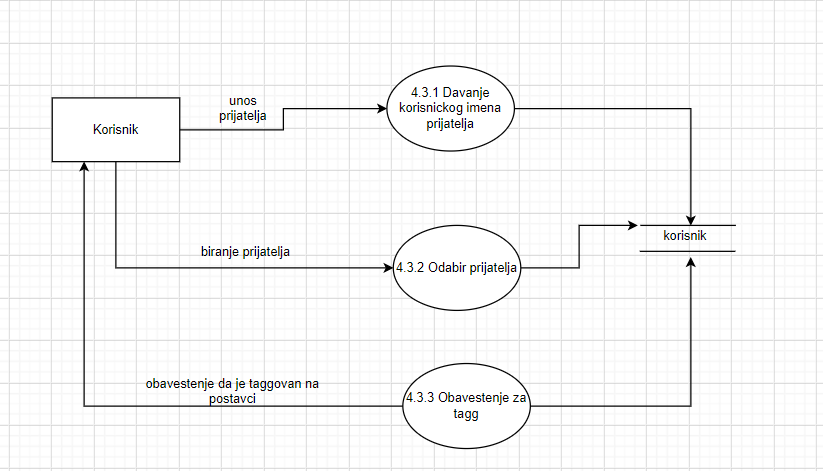 unos
prijatelja
4.3.1 Davanje
korisnickog imena
prijatelja
Korisnik
korisnik
biranje prijatelja
4.3.2 Odabir prijatelja
obavestenje da je taggovan na
postavci
4.3.3 Obavestenje za
tagg